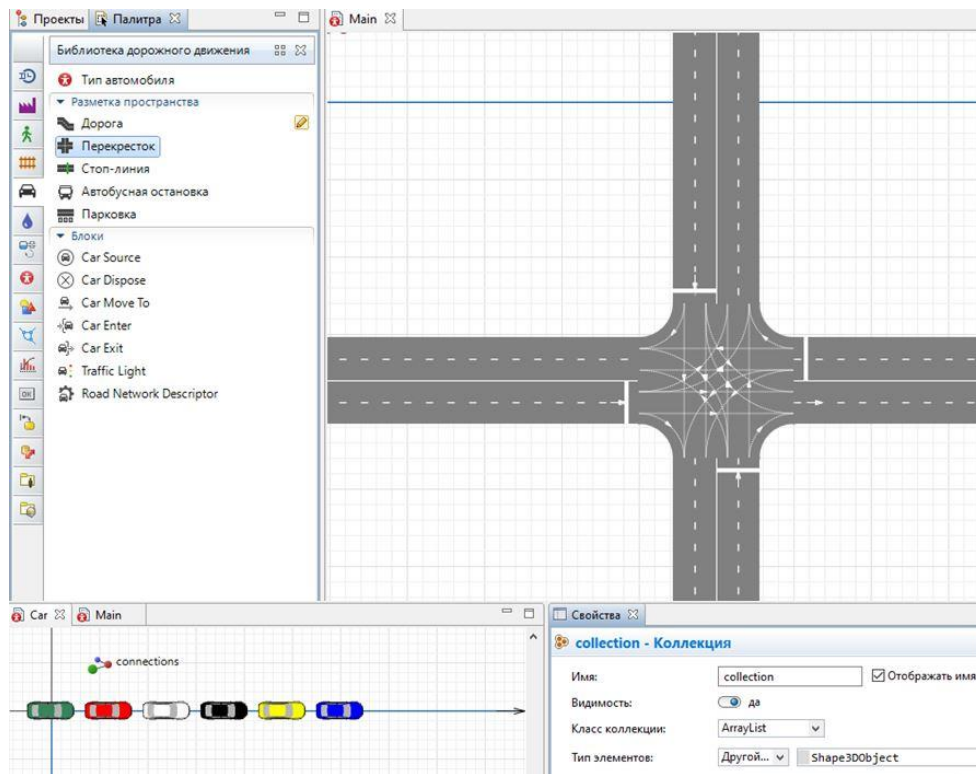 Проекты Палитра
Main
Библиотека дорожного движения
Тип автомобиля
Разметка пространства
Дорога
Перекресток
Стоп-линия
Автобусная остановка
Парковка
Блоки
Car Source
Car Dispose
Car Move To
Car Enter
Car Exit
Traffic Light
Road Network Descriptor
OK
Car Main
connections
Свойства
collection - Коллекция
Имя: collection Отображать имя
Видимость: да
Класс коллекции: ArrayList
Тип элементов: Другой... Shape3DObject